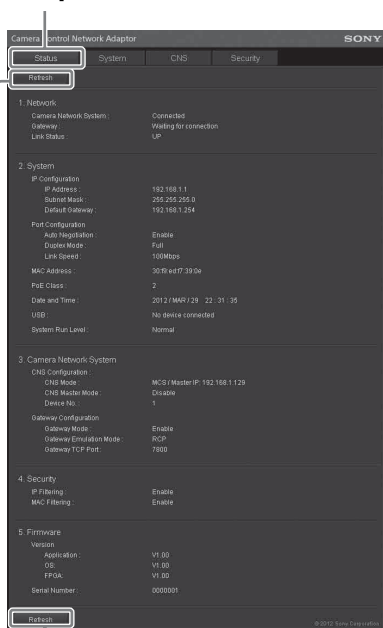 Camera Control Network Adaptor SONY
Status System CNS Security
Refresh
1. Network
Camera Network System : Connected
Gateway : Waiting for connection
Link Status : UP
2. System
IP Configuration
IP Address : 192.168.1.1
Subnet Mask : 255.255.255.0
Default Gateway : 192.168.1.254
Port Configuration
Auto Negotiation : Enable
Duplex Mode : Full
Link Speed : 100Mbps
MAC Address : 30:f9:ed:f7:39:0e
PoE Class : 2
Date and Time : 2012 / MAR / 29 22 : 31 : 35
USB : No device connected
System Run Level : Normal
3. Camera Network System
CNS Configuration :
CNS Mode : MCS / Master IP: 192.168.1.129
CNS Master Mode : Disable
Device No. : 1
Gateway Configuration
Gateway Mode : Enable
Gateway Emulation Mode : RCP
Gateway TCP Port : 7800
4. Security
IP Filtering : Enable
MAC Filtering : Enable
5. Firmware
Version
Application : V1.00
OS: V1.00
FPGA: V1.00
Serial Number : 0000001
Refresh
© 2012 Sony Corporation